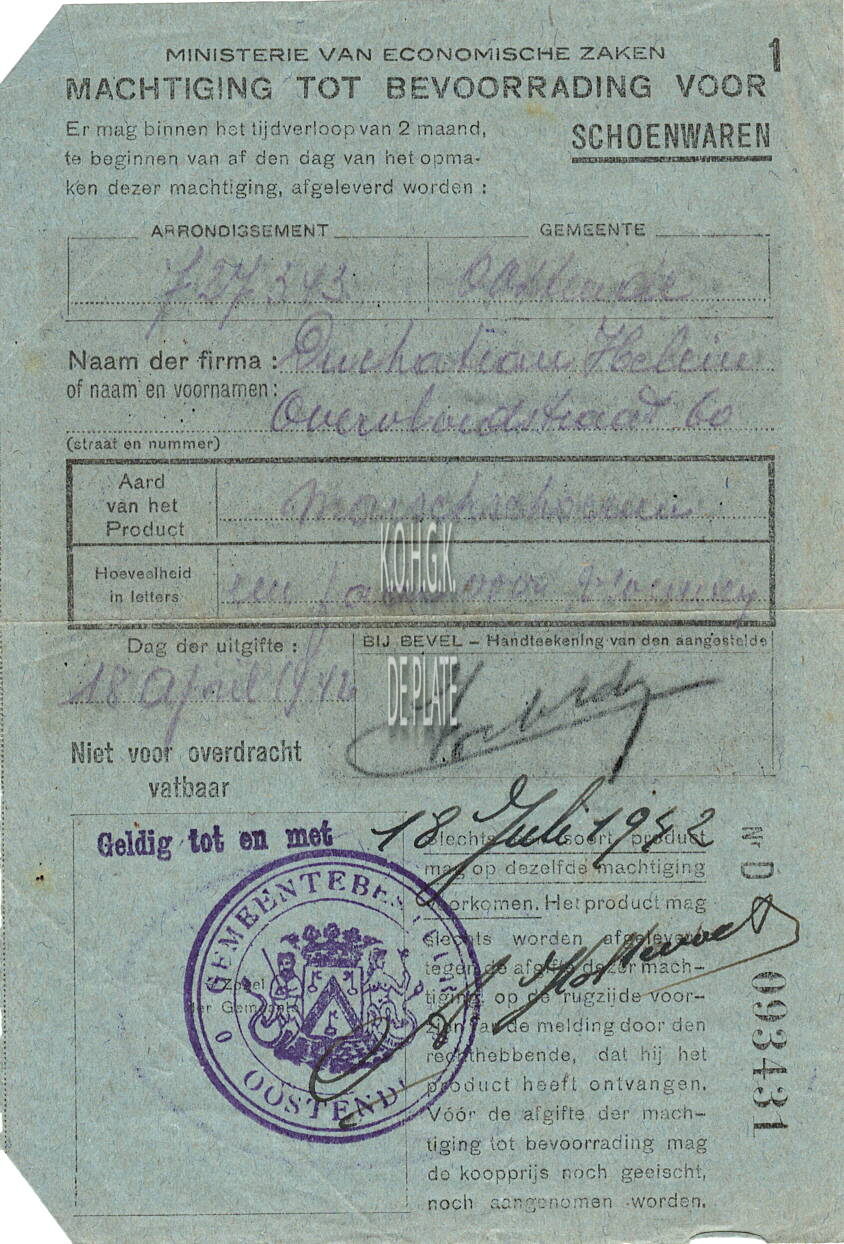 1
MINISTERIE VAN ECONOMISCHE ZAKEN
MACHTIGING TOT BEVOORRADING VOOR
SCHOENWAREN
Er mag binnen het tijdverloop van 2 maand,
te beginnen van af den dag van het opma-
ken dezer machtiging, afgeleverd worden :
ARRONDISSEMENT
GEMEENTE
Oostende
Naam der firma :
of naam en voornamen :
60
(straat en nummer)
Aard
van het
Product
K.O.H.G.K.
Hoeveelheid
in letters
een voor
Dag der uitgifte :
18 April 1942
BIJ BEVEL – Handteekening van den aangestelde
DE PLATE
Niet voor overdracht
vatbaar
Geldig tot en met 18 Juli 1942
Zegel
der Gemeente
GEMEENTEBESTUUR
OOSTENDE
Slechts soort product
mag op dezelfde machtiging
voorkomen. Het product mag
slechts worden afgeleverd
tegen de afgifte dezer mach-
tiging op de rugzijde voor-
zien van de melding door den
rechthebbende, dat hij het
product heeft ontvangen.
Vóór de afgifte der mach-
tiging tot bevoorrading mag
de koopprijs noch geeischt,
noch aangenomen worden.
Nr D 093431